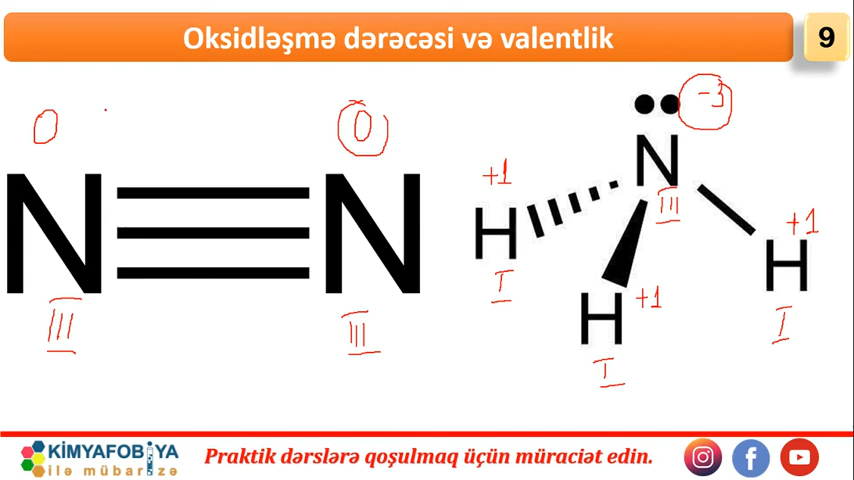 Oksidləşmə dərəcəsi və valentlik
9
0
0
N
N
III
III
-3
N
III
+1
H
I
+1
H
I
+1
H
I
KİMYAFOBİYA
ilə mübarizə
Praktik dərslərə qoşulmaq üçün müraciət edin.